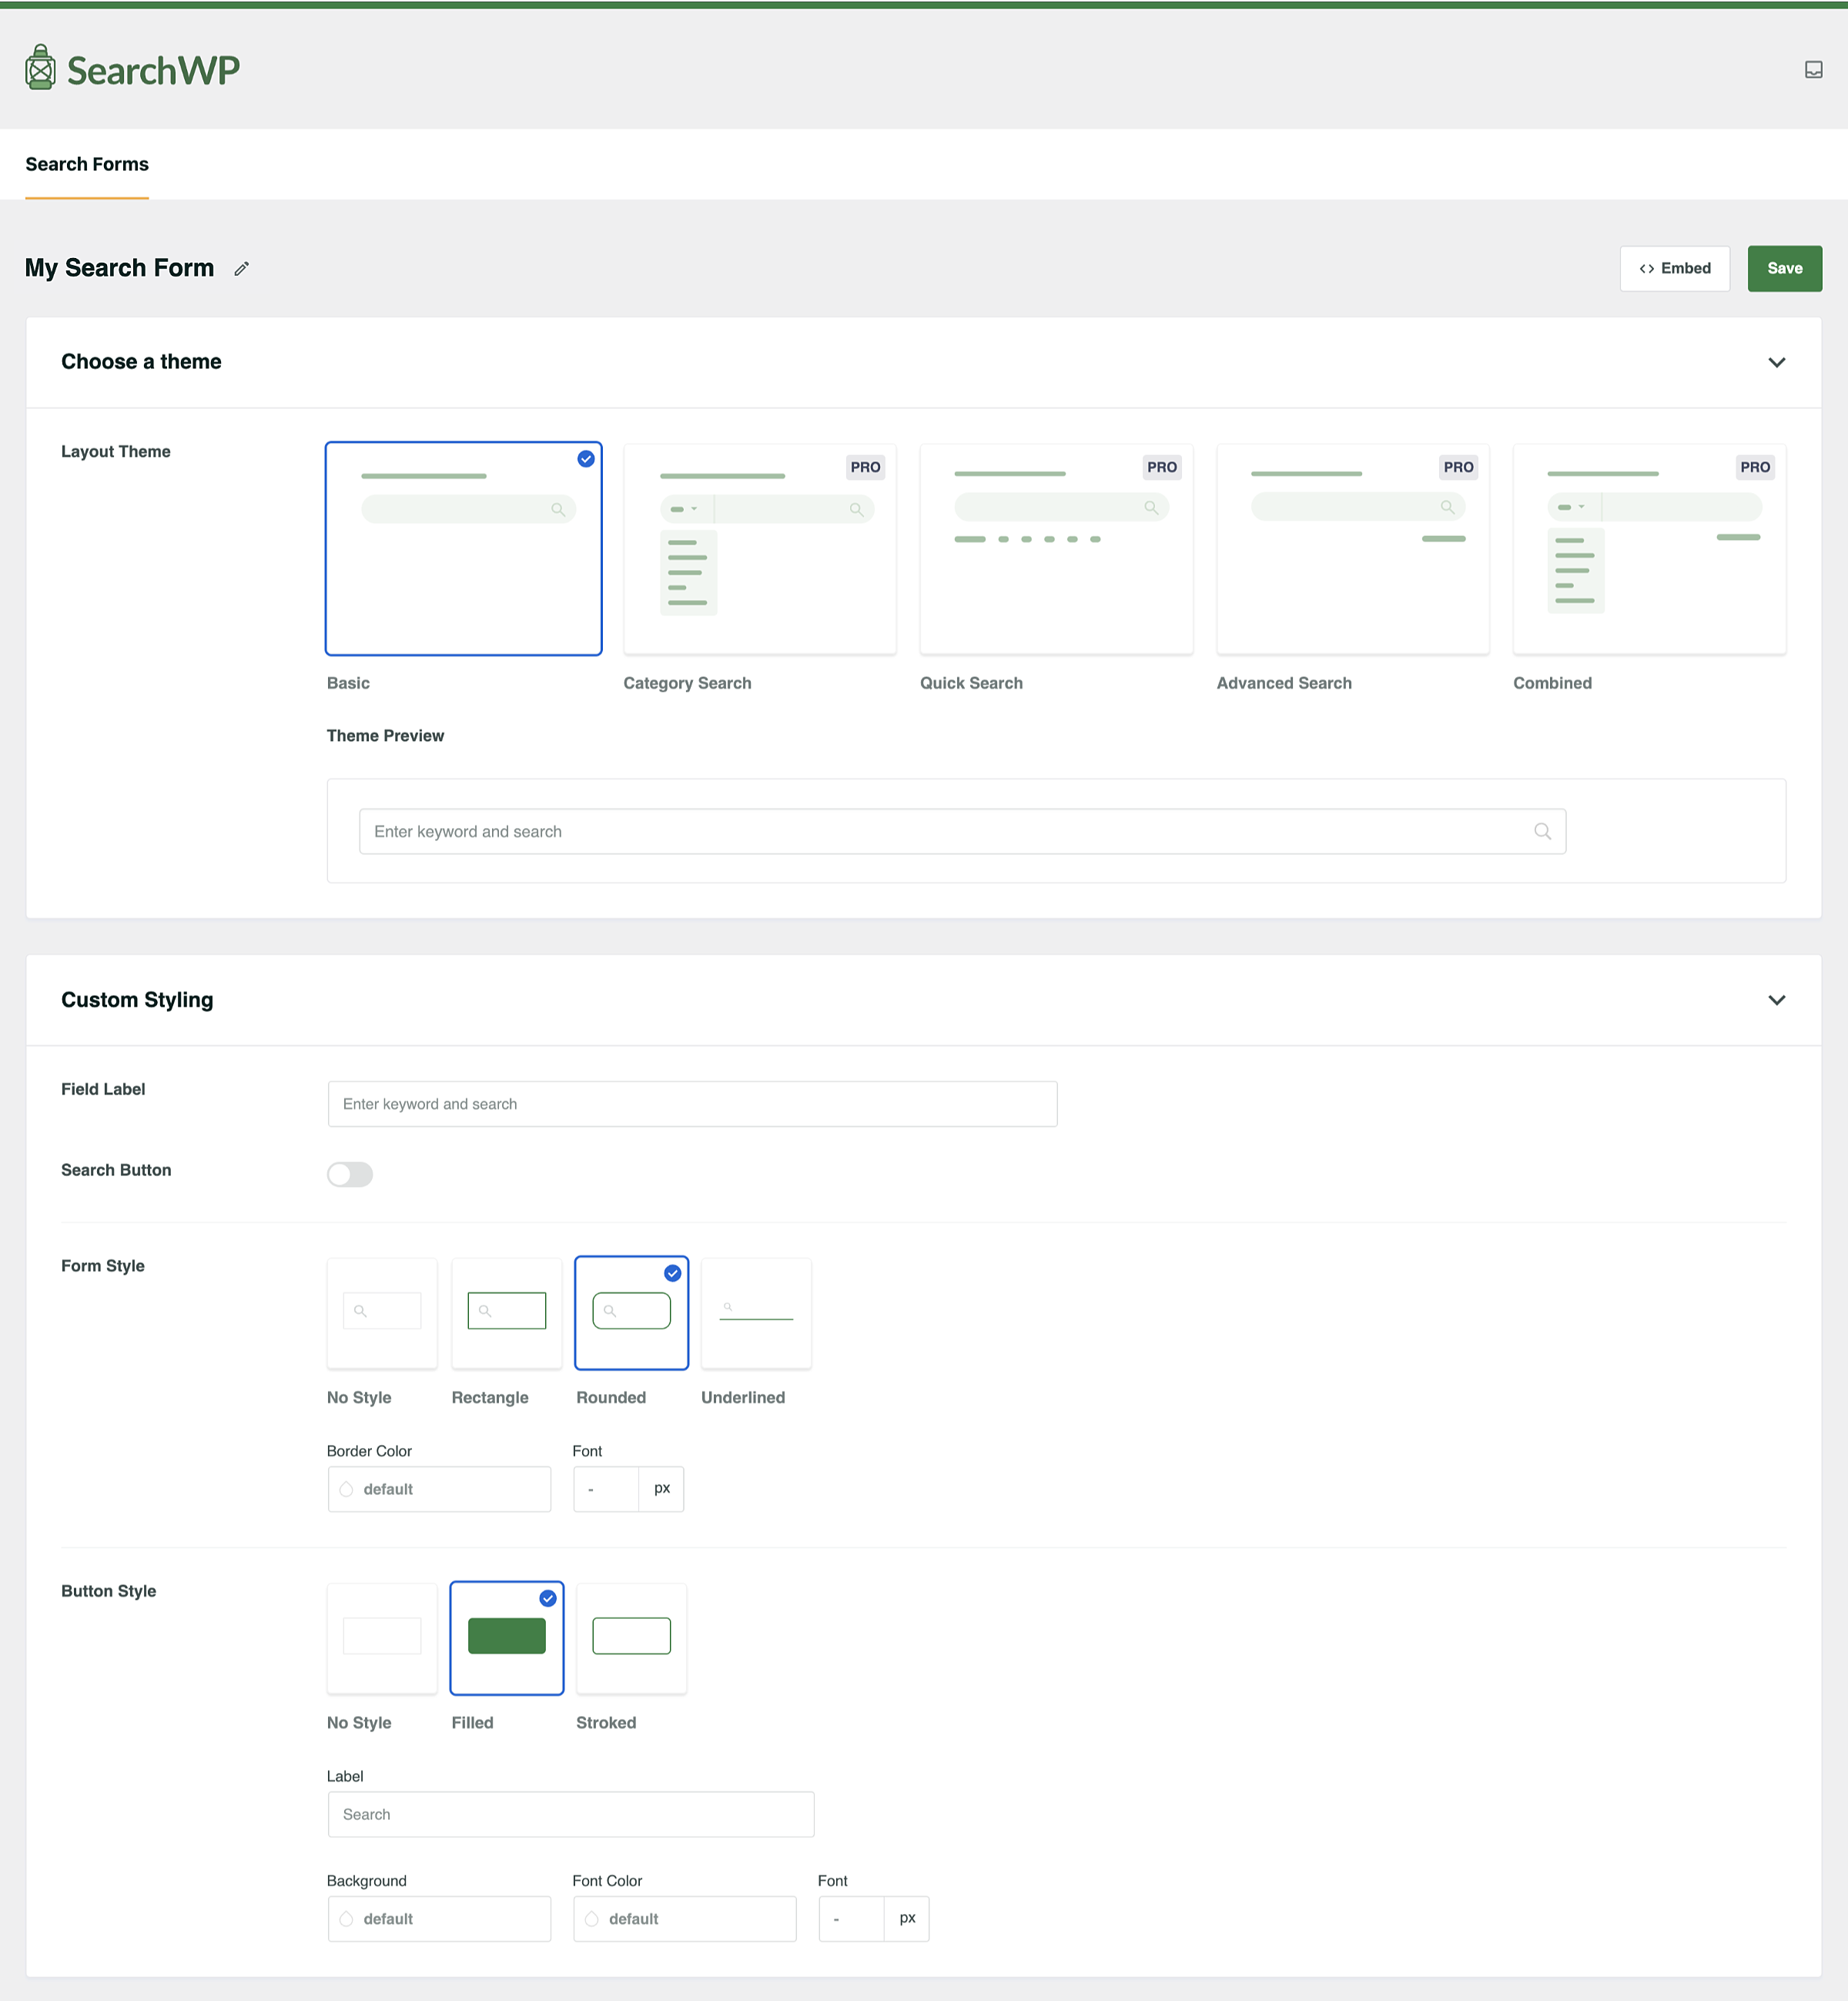 SearchWP
Search Forms
My Search Form
<> Embed
Save
Choose a theme
Layout Theme
PRO
PRO
PRO
PRO
Basic
Category Search
Quick Search
Advanced Search
Combined
Theme Preview
Enter keyword and search
Custom Styling
Field Label
Enter keyword and search
Search Button
Form Style
No Style
Rectangle
Rounded
Underlined
Border Color
Font
default
-
px
Button Style
No Style
Filled
Stroked
Label
Search
Background
Font Color
Font
default
default
-
px